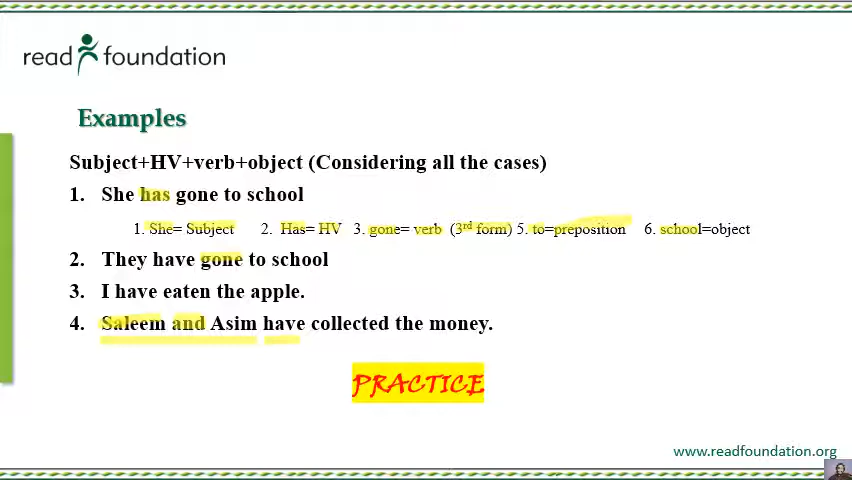 read foundation
Examples
Subject+HV+verb+object (Considering all the cases)
1. She has gone to school
1. She= Subject 2. Has= HV 3. gone= verb (3rd form) 5. to=preposition 6. school=object
2. They have gone to school
3. I have eaten the apple.
4. Saleem and Asim have collected the money.
PRACTICE
www.readfoundation.org